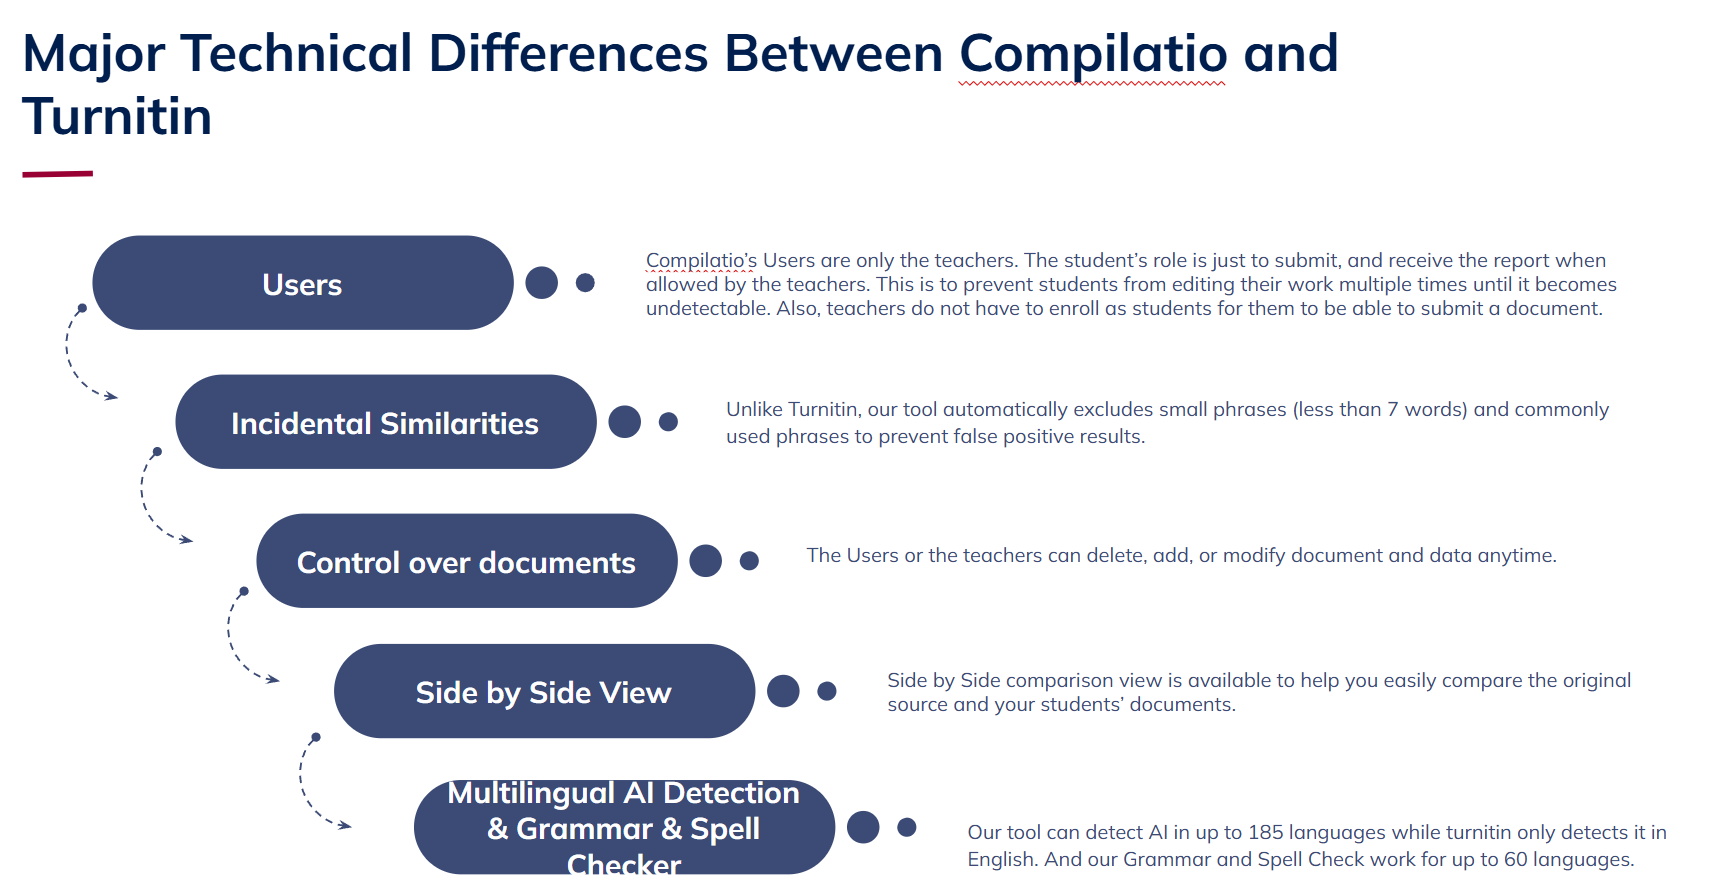 Major Technical Differences Between Compilatio and
Turnitin
Users
Compilatio’s Users are only the teachers. The student’s role is just to submit, and receive the report when
allowed by the teachers. This is to prevent students from editing their work multiple times until it becomes
undetectable. Also, teachers do not have to enroll as students for them to be able to submit a document.
Incidental Similarities
Unlike Turnitin, our tool automatically excludes small phrases (less than 7 words) and commonly
used phrases to prevent false positive results.
Control over documents
The Users or the teachers can delete, add, or modify document and data anytime.
Side by Side View
Side by Side comparison view is available to help you easily compare the original
source and your students’ documents.
Multilingual AI Detection
& Grammar & Spell
Checker
Our tool can detect AI in up to 185 languages while turnitin only detects it in
English. And our Grammar and Spell Check work for up to 60 languages.